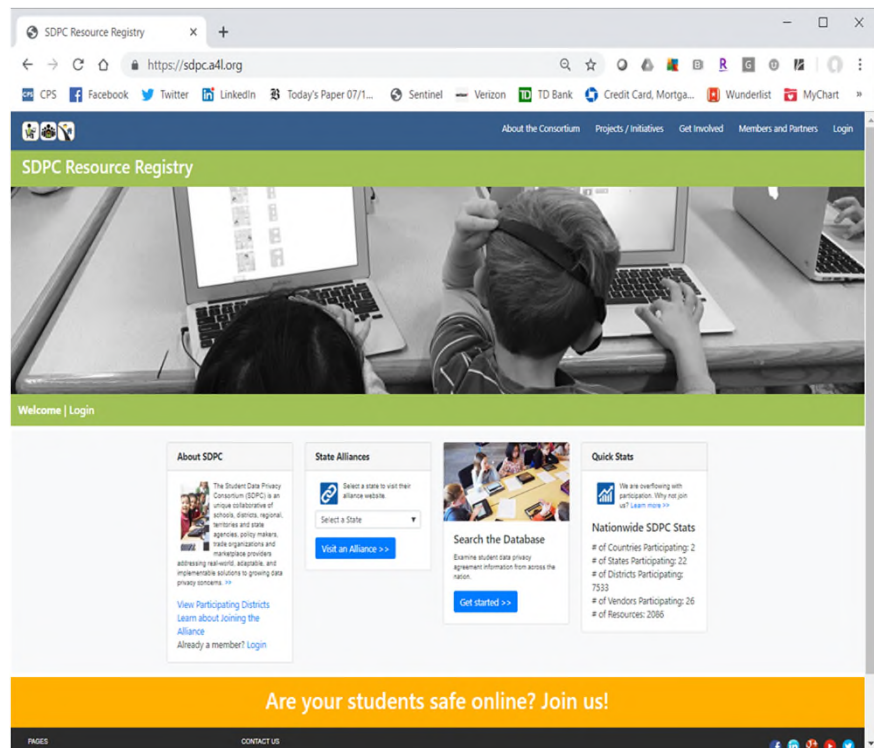 SDPC Resource Registry
https://sdpc.a4l.org
CPS CPS Facebook Twitter LinkedIn Today's Paper 07/1... Sentinel Verizon TD Bank Credit Card, Mortga... Wunderlist MyChart »
About the Consortium Projects / Initiatives Get Involved Members and Partners Login
SDPC Resource Registry
Welcome | Login
About SDPC
The Student Data Privacy
Consortium (SDPC) is an
unique collaborative of
schools, districts, regional,
territories and state
agencies, policy makers,
trade organizations and
marketplace providers
addressing real-world, adaptable, and
implementable solutions to growing data
privacy concerns. >>
View Participating Districts
Learn about Joining the
Alliance
Already a member? Login
State Alliances
Select a state to visit their
alliance website.
Select a State
Visit an Alliance >>
Search the Database
Examine student data privacy
agreement information from across the
nation.
Get started >>
Quick Stats
We are overflowing with
participation. Why not join
us? Learn more >>
Nationwide SDPC Stats
# of Countries Participating: 2
# of States Participating: 22
# of Districts Participating:
7533
# of Vendors Participating: 26
# of Resources: 2086
Are your students safe online? Join us!
PAGES
CONTACT US